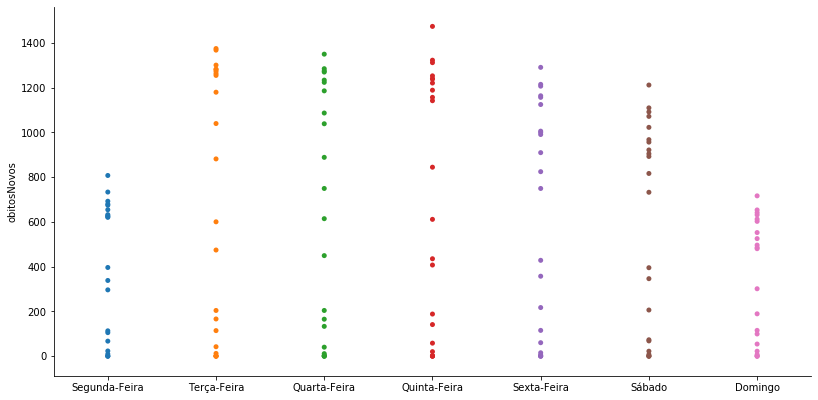 obitosNovos
1400
1200
1000
800
600
400
200
0
Segunda-Feira
Terça-Feira
Quarta-Feira
Quinta-Feira
Sexta-Feira
Sábado
Domingo